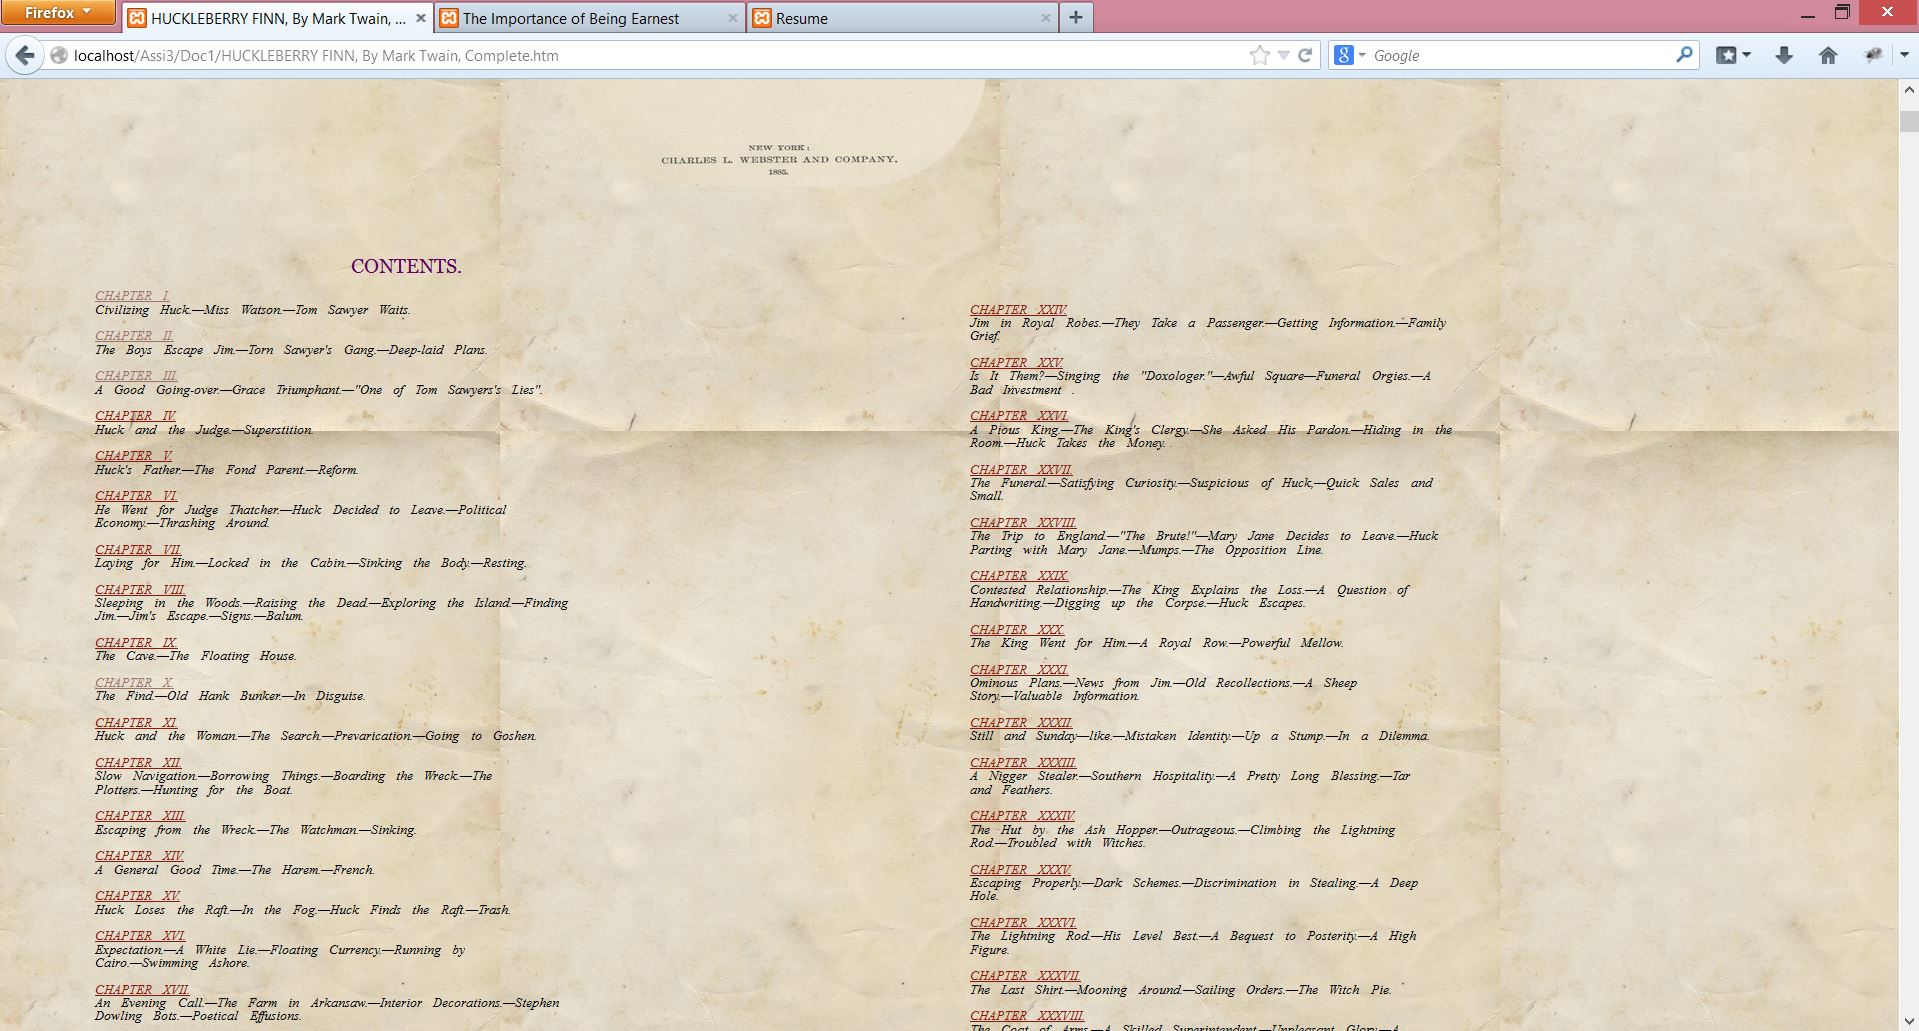 Firefox
HUCKLEBERRY FINN, By Mark Twain, ...
The Importance of Being Earnest
Resume
localhost/Assi3/Doc1/HUCKLEBERRY FINN, By Mark Twain, Complete.htm
Google
NEW YORK:
CHARLES L. WEBSTER AND COMPANY.
1885.
CONTENTS.
CHAPTER I.
Civilizing Huck.—Miss Watson.—Tom Sawyer Waits.
CHAPTER II.
The Boys Escape Jim.—Torn Sawyer's Gang.—Deep-laid Plans.
CHAPTER III.
A Good Going-over.—Grace Triumphant.—"One of Tom Sawyers's Lies".
CHAPTER IV.
Huck and the Judge.—Superstition.
CHAPTER V.
Huck's Father.—The Fond Parent.—Reform.
CHAPTER VI.
He Went for Judge Thatcher.—Huck Decided to Leave.—Political
Economy.—Thrashing Around.
CHAPTER VII.
Laying for Him.—Locked in the Cabin.—Sinking the Body.—Resting.
CHAPTER VIII.
Sleeping in the Woods.—Raising the Dead.—Exploring the Island.—Finding
Jim.—Jim's Escape.—Signs.—Balum.
CHAPTER IX.
The Cave.—The Floating House.
CHAPTER X.
The Find.—Old Hank Bunker.—In Disguise.
CHAPTER XI.
Huck and the Woman.—The Search.—Prevarication.—Going to Goshen.
CHAPTER XII.
Slow Navigation.—Borrowing Things.—Boarding the Wreck.—The
Plotters.—Hunting for the Boat.
CHAPTER XIII.
Escaping from the Wreck.—The Watchman.—Sinking.
CHAPTER XIV.
A General Good Time.—The Harem.—French.
CHAPTER XV.
Huck Loses the Raft.—In the Fog.—Huck Finds the Raft.—Trash.
CHAPTER XVI.
Expectation.—A White Lie.—Floating Currency.—Running by
Cairo.—Swimming Ashore.
CHAPTER XVII.
An Evening Call.—The Farm in Arkansaw.—Interior Decorations.—Stephen
Dowling Bots.—Poetical Effusions.
CHAPTER XXIV.
Jim in Royal Robes.—They Take a Passenger.—Getting Information.—Family
Grief.
CHAPTER XXV.
Is It Them?—Singing the "Doxologer."—Awful Square—Funeral Orgies.—A
Bad Investment .
CHAPTER XXVI.
A Pious King.—The King's Clergy.—She Asked His Pardon.—Hiding in the
Room.—Huck Takes the Money.
CHAPTER XXVII.
The Funeral.—Satisfying Curiosity.—Suspicious of Huck,—Quick Sales and
Small.
CHAPTER XXVIII.
The Trip to England.—"The Brute!"—Mary Jane Decides to Leave.—Huck
Parting with Mary Jane.—Mumps.—The Opposition Line.
CHAPTER XXIX.
Contested Relationship.—The King Explains the Loss.—A Question of
Handwriting.—Digging up the Corpse.—Huck Escapes.
CHAPTER XXX.
The King Went for Him.—A Royal Row.—Powerful Mellow.
CHAPTER XXXI.
Ominous Plans.—News from Jim.—Old Recollections.—A Sheep
Story.—Valuable Information.
CHAPTER XXXII.
Still and Sunday—like.—Mistaken Identity.—Up a Stump.—In a Dilemma.
CHAPTER XXXIII.
A Nigger Stealer.—Southern Hospitality.—A Pretty Long Blessing.—Tar
and Feathers.
CHAPTER XXXIV.
The Hut by the Ash Hopper.—Outrageous.—Climbing the Lightning
Rod.—Troubled with Witches.
CHAPTER XXXV.
Escaping Properly.—Dark Schemes.—Discrimination in Stealing.—A Deep
Hole.
CHAPTER XXXVI.
The Lightning Rod.—His Level Best.—A Bequest to Posterity.—A High
Figure.
CHAPTER XXXVII.
The Last Shirt.—Mooning Around.—Sailing Orders.—The Witch Pie.
CHAPTER XXXVIII.
The Coat of Arms.—A Skilled Superintendent.—Unpleasant Glory.—A